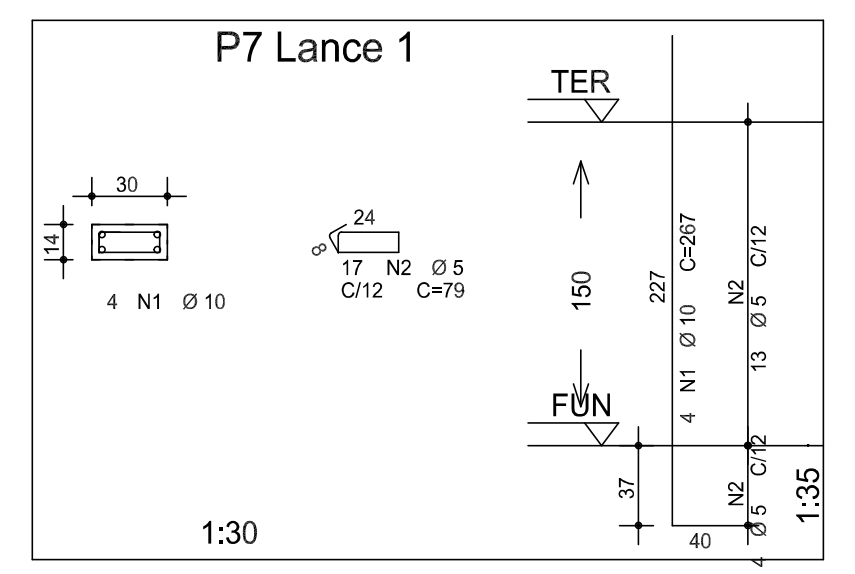 P7 Lance 1
TER
30
14
4 N1 Ø 10
24
8
17 N2 Ø 5
C/12 C=79
150
227
4 N1 Ø 10 C=267
13 Ø 5 C/12
N2
FUN
37
4 Ø 5 C/12
N2
40
1:30
1:35